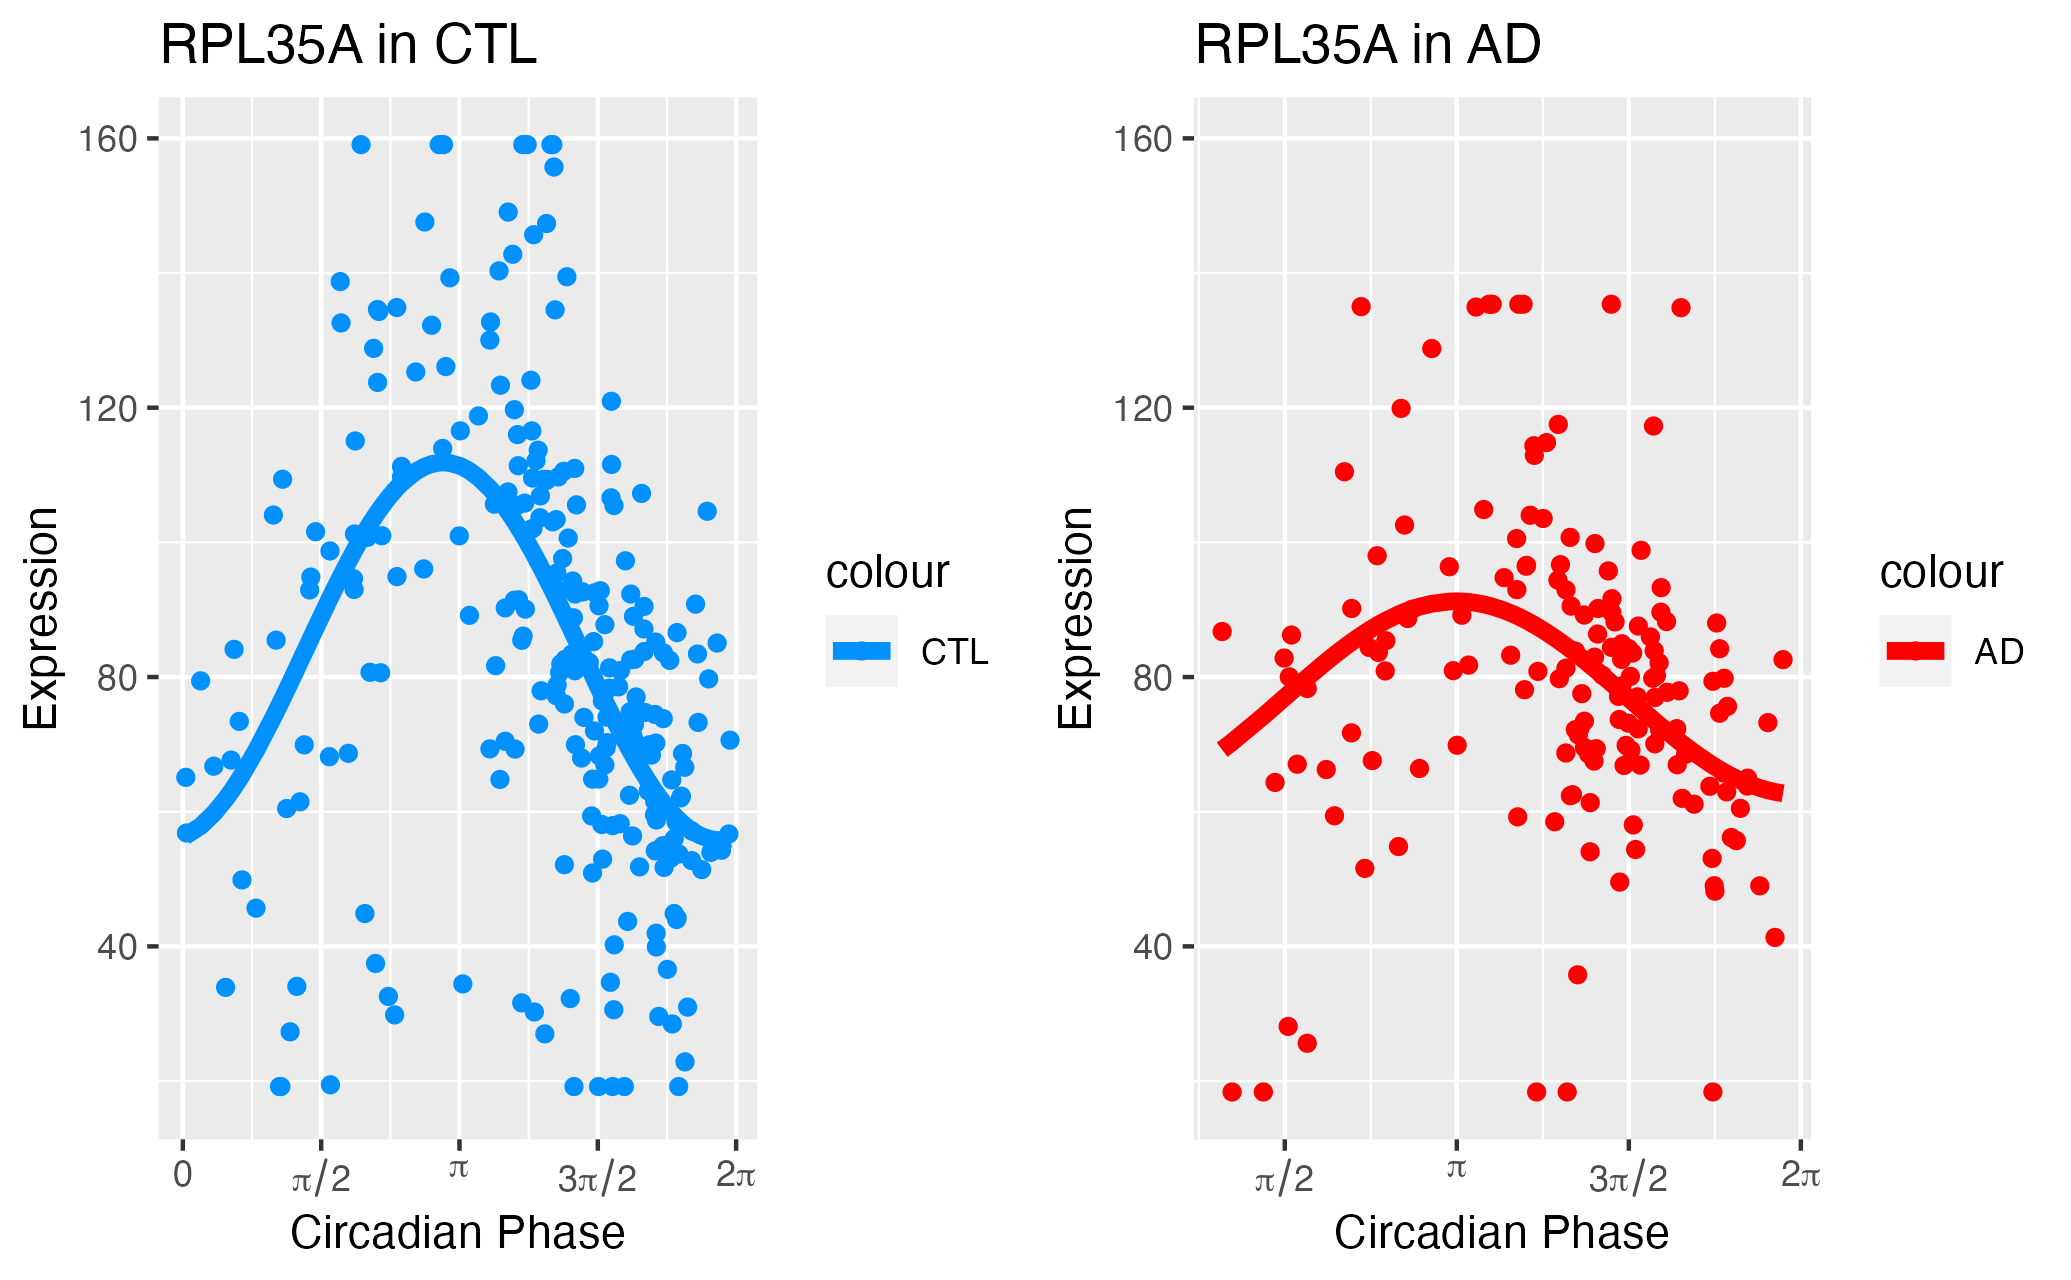 RPL35A in CTL
160
120
80
40
Expression
0
π/2
π
3π/2
2π
Circadian Phase
colour
CTL
RPL35A in AD
160
120
80
40
Expression
π/2
π
3π/2
2π
Circadian Phase
colour
AD